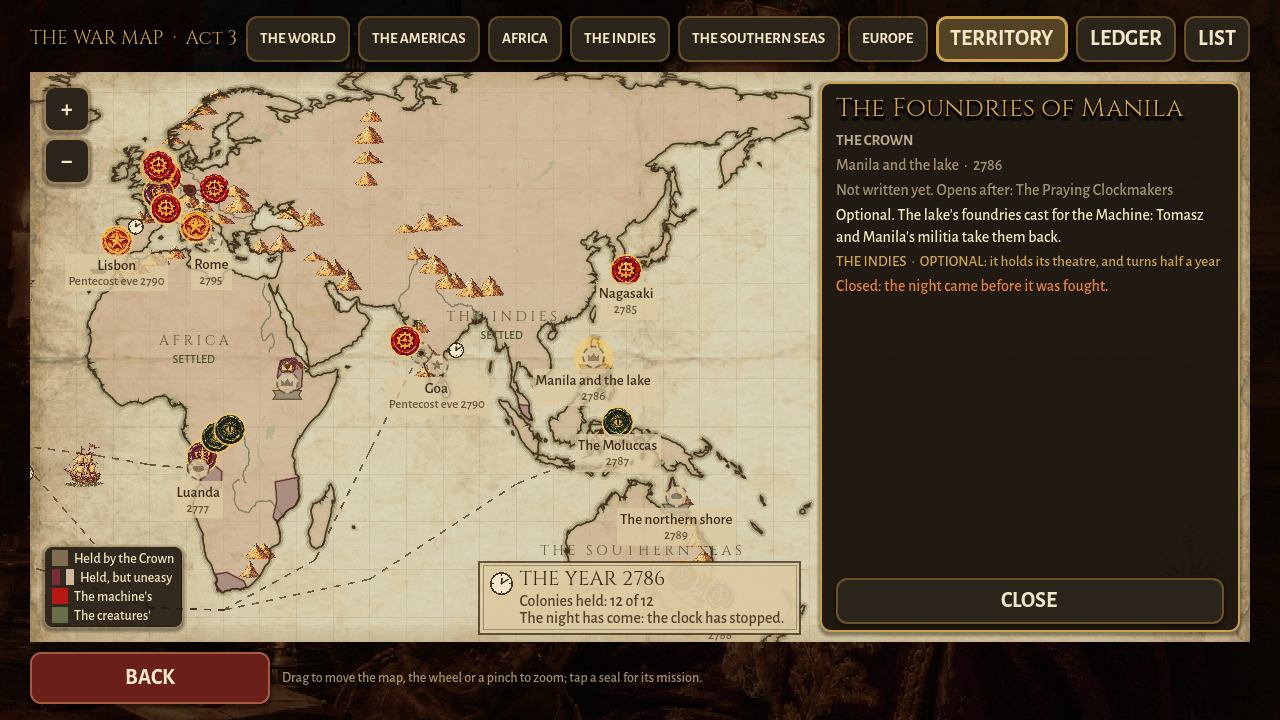 THE WAR MAP · ACT 3
THE WORLD
THE AMERICAS
AFRICA
THE INDIES
THE SOUTHERN SEAS
EUROPE
TERRITORY
LEDGER
LIST
+
−
Lisbon
Pentecost eve 2790
Rome
2795
AFRICA
SETTLED
THE INDIES
SETTLED
Nagasaki
2785
Goa
Pentecost eve 2790
Manila and the lake
2786
The Moluccas
2787
Luanda
2777
The northern shore
2789
THE SOUTHERN SEAS
2788
Held by the Crown
Held, but uneasy
The machine's
The creatures'
THE YEAR 2786
Colonies held: 12 of 12
The night has come: the clock has stopped.
The Foundries of Manila
THE CROWN
Manila and the lake · 2786
Not written yet. Opens after: The Praying Clockmakers
Optional. The lake's foundries cast for the Machine: Tomasz
and Manila's militia take them back.
THE INDIES · OPTIONAL: it holds its theatre, and turns half a year
Closed: the night came before it was fought.
CLOSE
BACK
Drag to move the map, the wheel or a pinch to zoom; tap a seal for its mission.